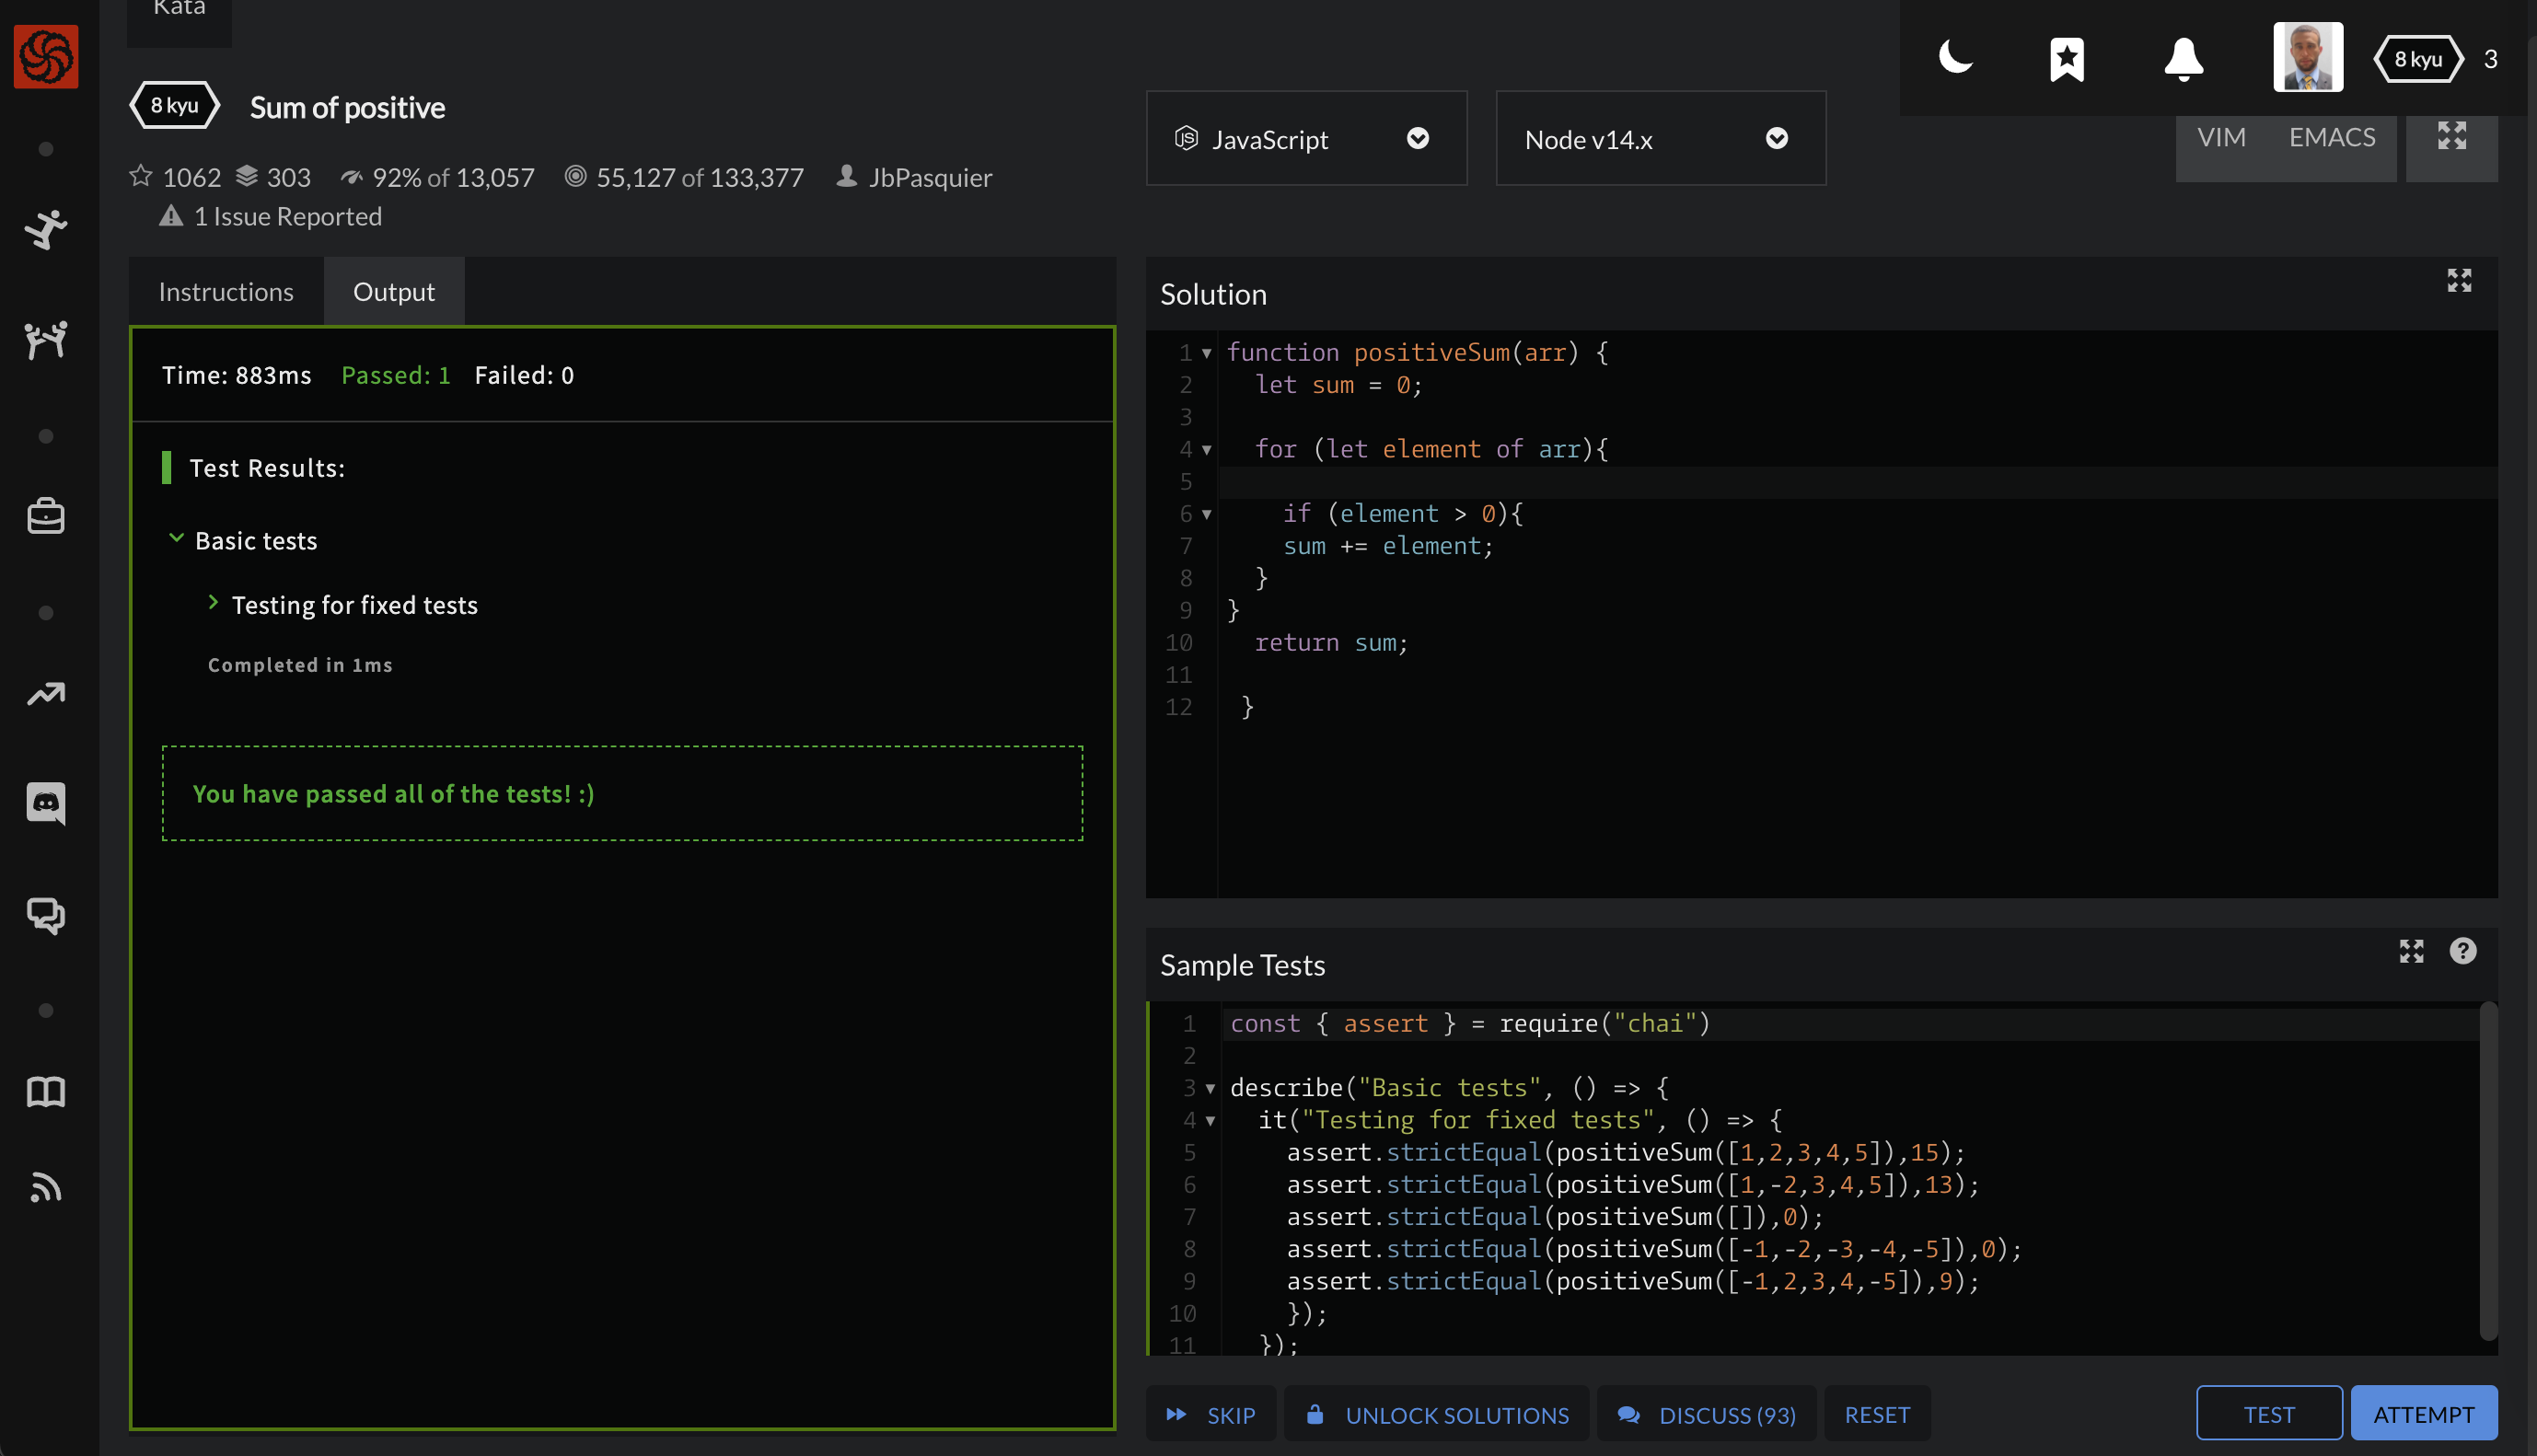 Kata
8 kyu
3
8 kyu Sum of positive
1062 303 92% of 13,057 55,127 of 133,377 JbPasquier
1 Issue Reported
JavaScript
Node v14.x
VIM EMACS
Instructions Output
Time: 883ms Passed: 1 Failed: 0
Test Results:
Basic tests
Testing for fixed tests
Completed in 1ms
You have passed all of the tests! :)
Solution
1 function positiveSum(arr) {
2 let sum = 0;
3
4 for (let element of arr){
5
6 if (element > 0){
7 sum += element;
8 }
9 }
10 return sum;
11
12 }
Sample Tests
1 const { assert } = require("chai")
2
3 describe("Basic tests", () => {
4 it("Testing for fixed tests", () => {
5 assert.strictEqual(positiveSum([1,2,3,4,5]),15);
6 assert.strictEqual(positiveSum([1,-2,3,4,5]),13);
7 assert.strictEqual(positiveSum([]),0);
8 assert.strictEqual(positiveSum([-1,-2,-3,-4,-5]),0);
9 assert.strictEqual(positiveSum([-1,2,3,4,-5]),9);
10 });
11 });
SKIP UNLOCK SOLUTIONS DISCUSS (93) RESET TEST ATTEMPT